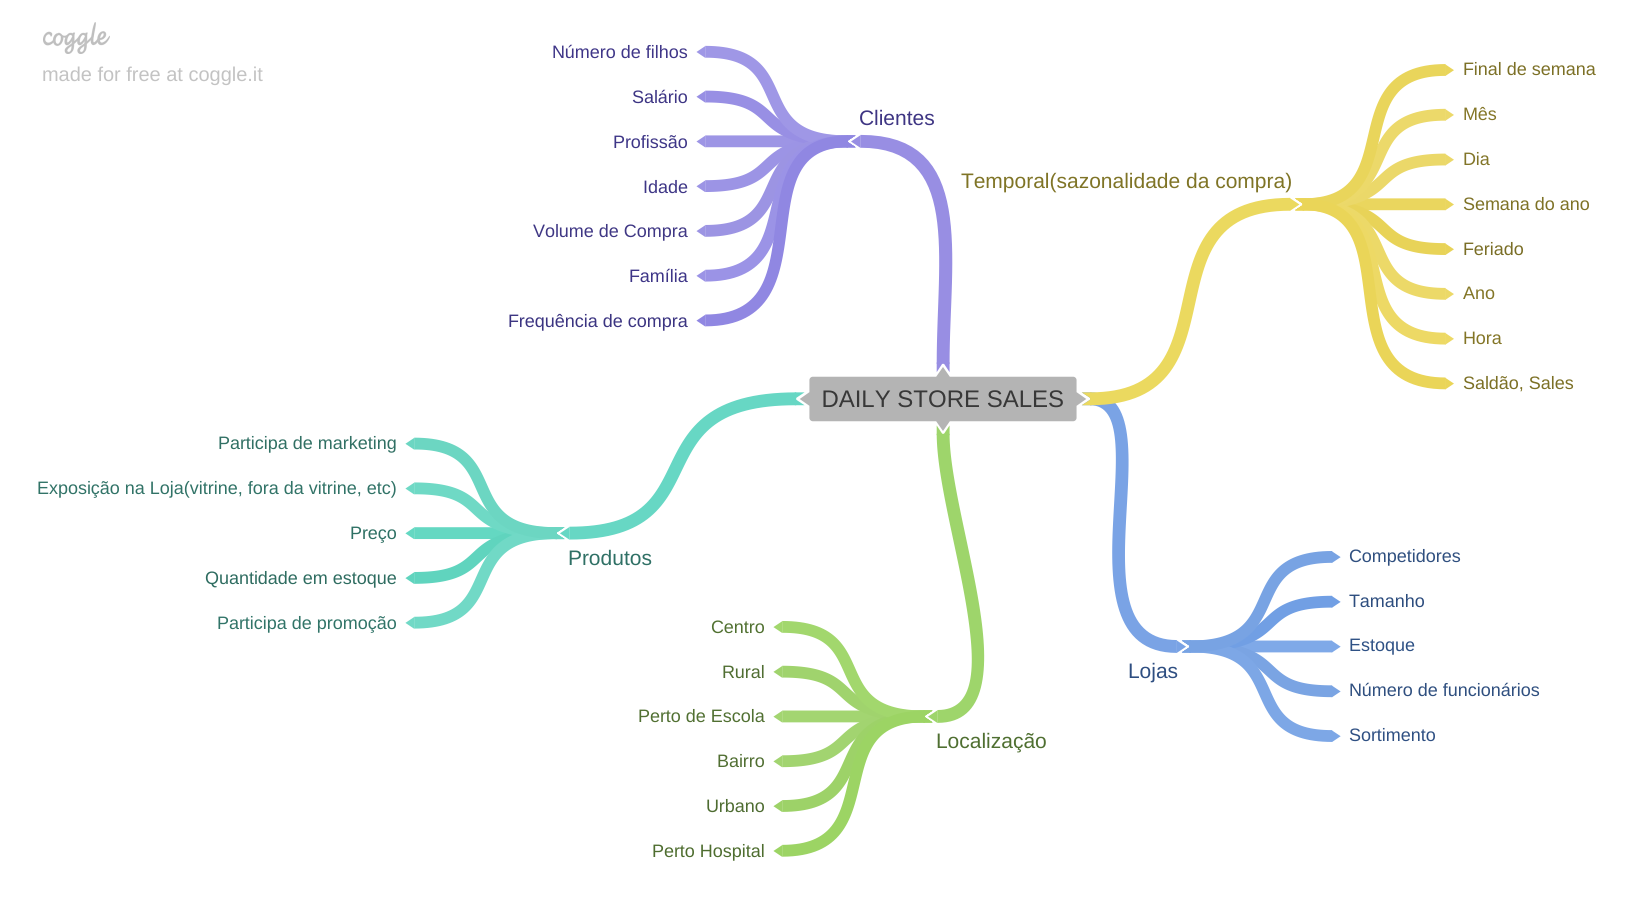 coggle
made for free at coggle.it
Clientes
Número de filhos
Salário
Profissão
Idade
Volume de Compra
Família
Frequência de compra
Temporal(sazonalidade da compra)
Final de semana
Mês
Dia
Semana do ano
Feriado
Ano
Hora
Saldão, Sales
DAILY STORE SALES
Produtos
Participa de marketing
Exposição na Loja(vitrine, fora da vitrine, etc)
Preço
Quantidade em estoque
Participa de promoção
Localização
Centro
Rural
Perto de Escola
Bairro
Urbano
Perto Hospital
Lojas
Competidores
Tamanho
Estoque
Número de funcionários
Sortimento